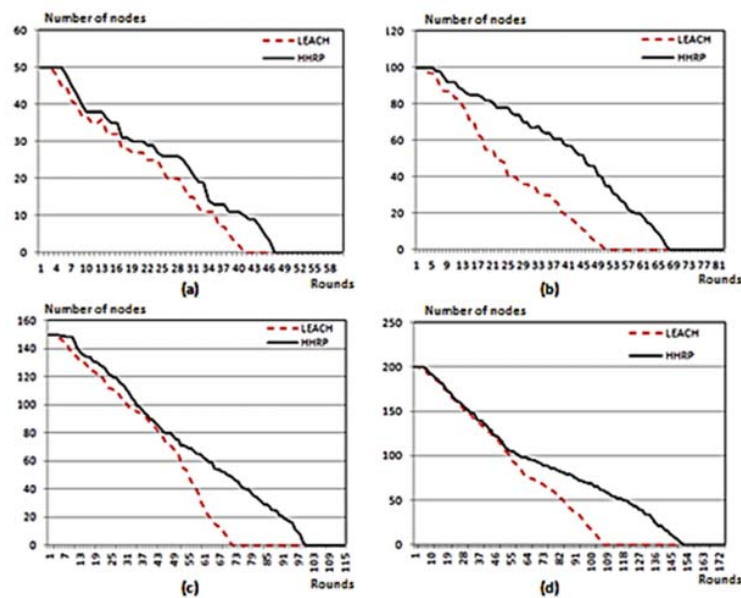 Number of nodes
60
50
40
30
20
10
0
LEACH
HHRP
1 4 7 10 13 16 19 22 25 28 31 34 37 40 43 46 49 52 55 58
Rounds
(a)
Number of nodes
120
100
80
60
40
20
0
LEACH
HHRP
1 5 9 13 17 21 25 29 33 37 41 45 49 53 57 61 65 69 73 77 81
Rounds
(b)
Number of nodes
160
140
120
100
80
60
40
20
0
LEACH
HHRP
1 7 13 19 25 31 37 43 49 55 61 67 73 79 85 91 97 103 109 115
Rounds
(c)
Number of nodes
250
200
150
100
50
0
LEACH
HHRP
1 10 19 28 37 46 55 64 73 82 91 100 109 118 127 136 145 154 163 172
Rounds
(d)